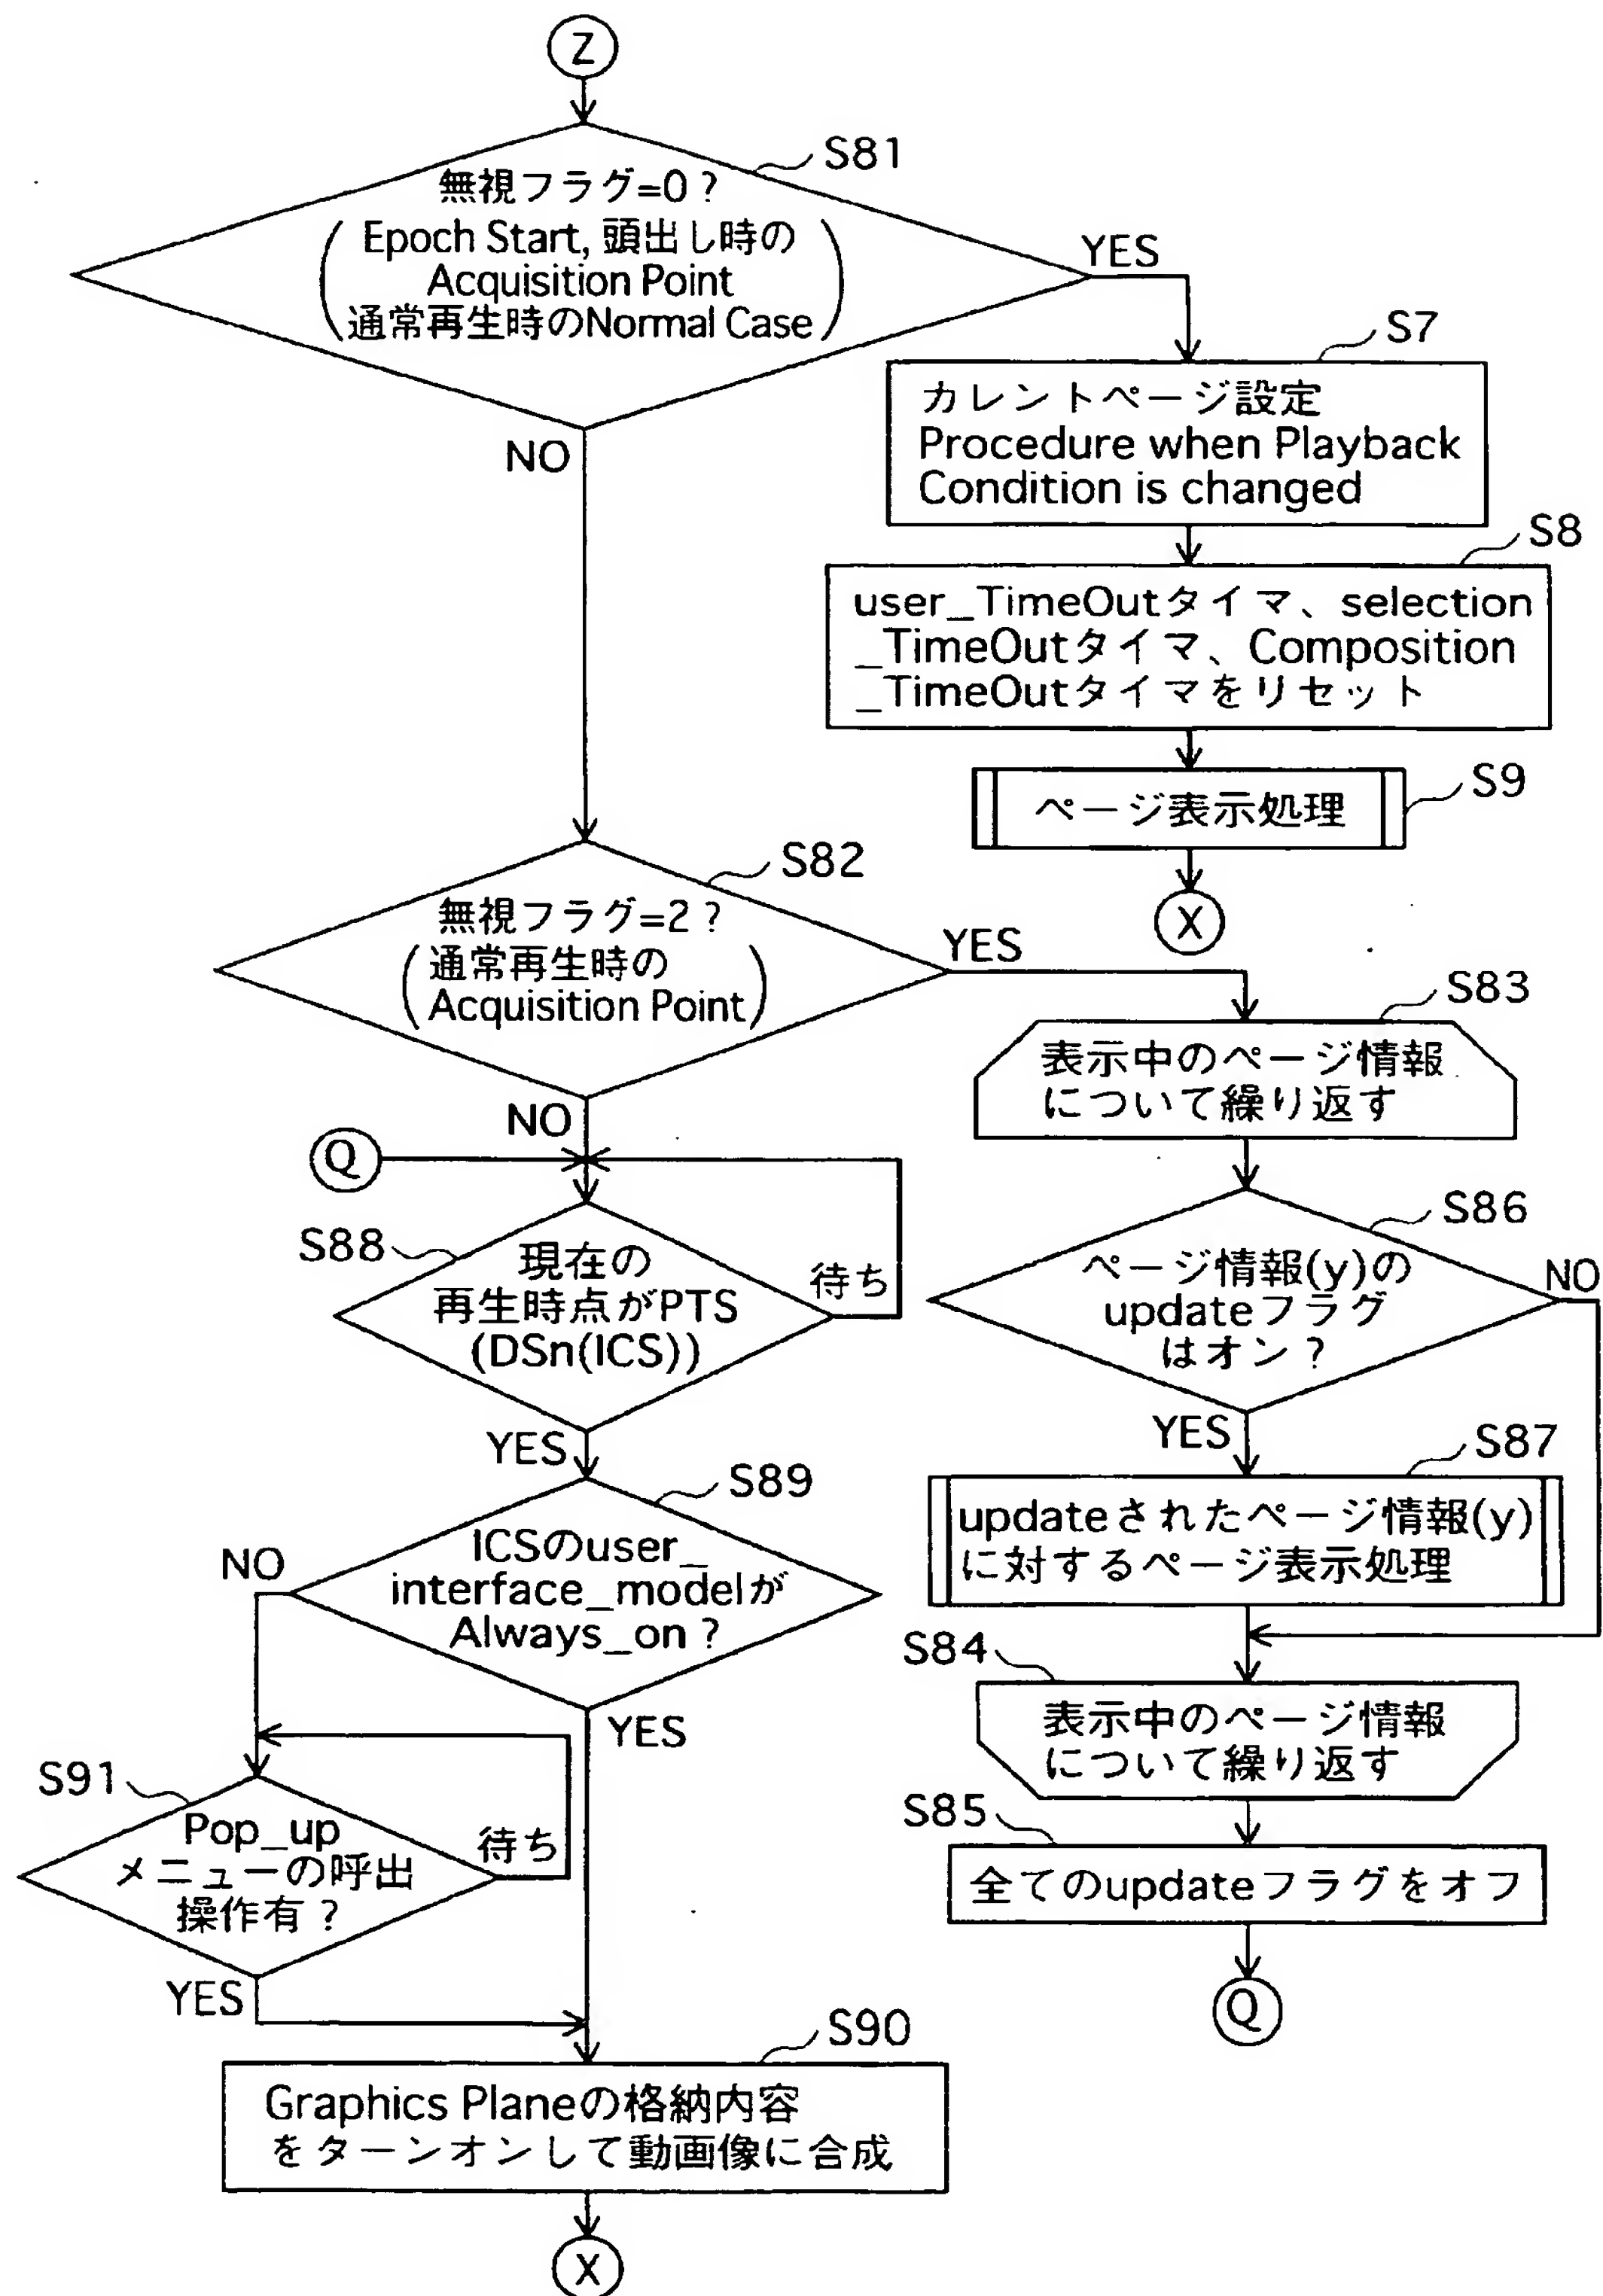 Z
S81
無視フラグ=0？
Epoch Start, 頭出し時の
Acquisition Point
通常再生時のNormal Case
YES
NO
S7
カレントページ設定
Procedure when Playback
Condition is changed
S8
user_TimeOutタイマ、selection
_TimeOutタイマ、Composition
_TimeOutタイマをリセット
S9
ページ表示処理
X
S82
無視フラグ=2？
通常再生時の
Acquisition Point
YES
NO
S83
表示中のページ情報
について繰り返す
Q
S88
現在の
再生時点がPTS
(DSn(ICS))
待ち
YES
S86
ページ情報(y)の
updateフラグ
はオン？
NO
YES
S87
updateされたページ情報(y)
に対するページ表示処理
S89
ICSのuser_
interface_modelが
Always_on？
NO
YES
S84
表示中のページ情報
について繰り返す
S91
Pop_up
メニューの呼出
操作有？
待ち
YES
S85
全てのupdateフラグをオフ
Q
S90
Graphics Planeの格納内容
をターンオンして動画像に合成
X